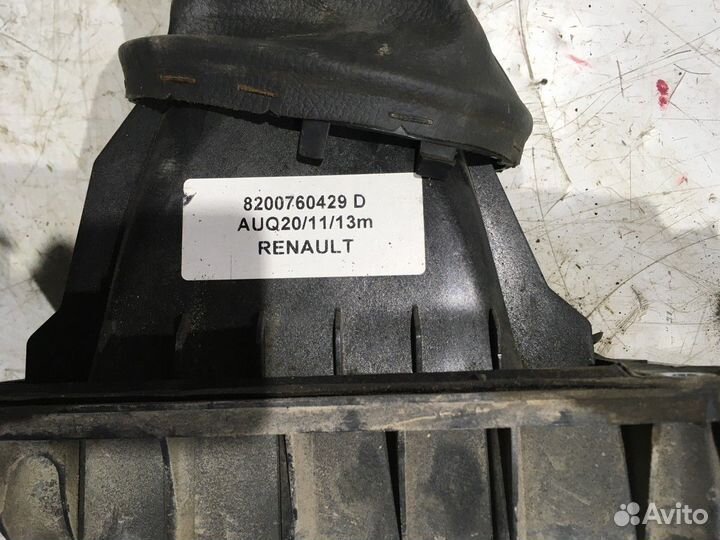 8200760429 D
AUQ20/11/13m
RENAULT
Avito